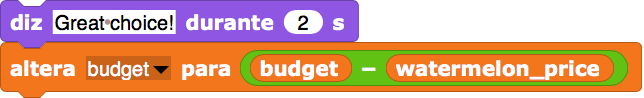 diz Great choice! durante 2 s
altera budget para budget − watermelon_price